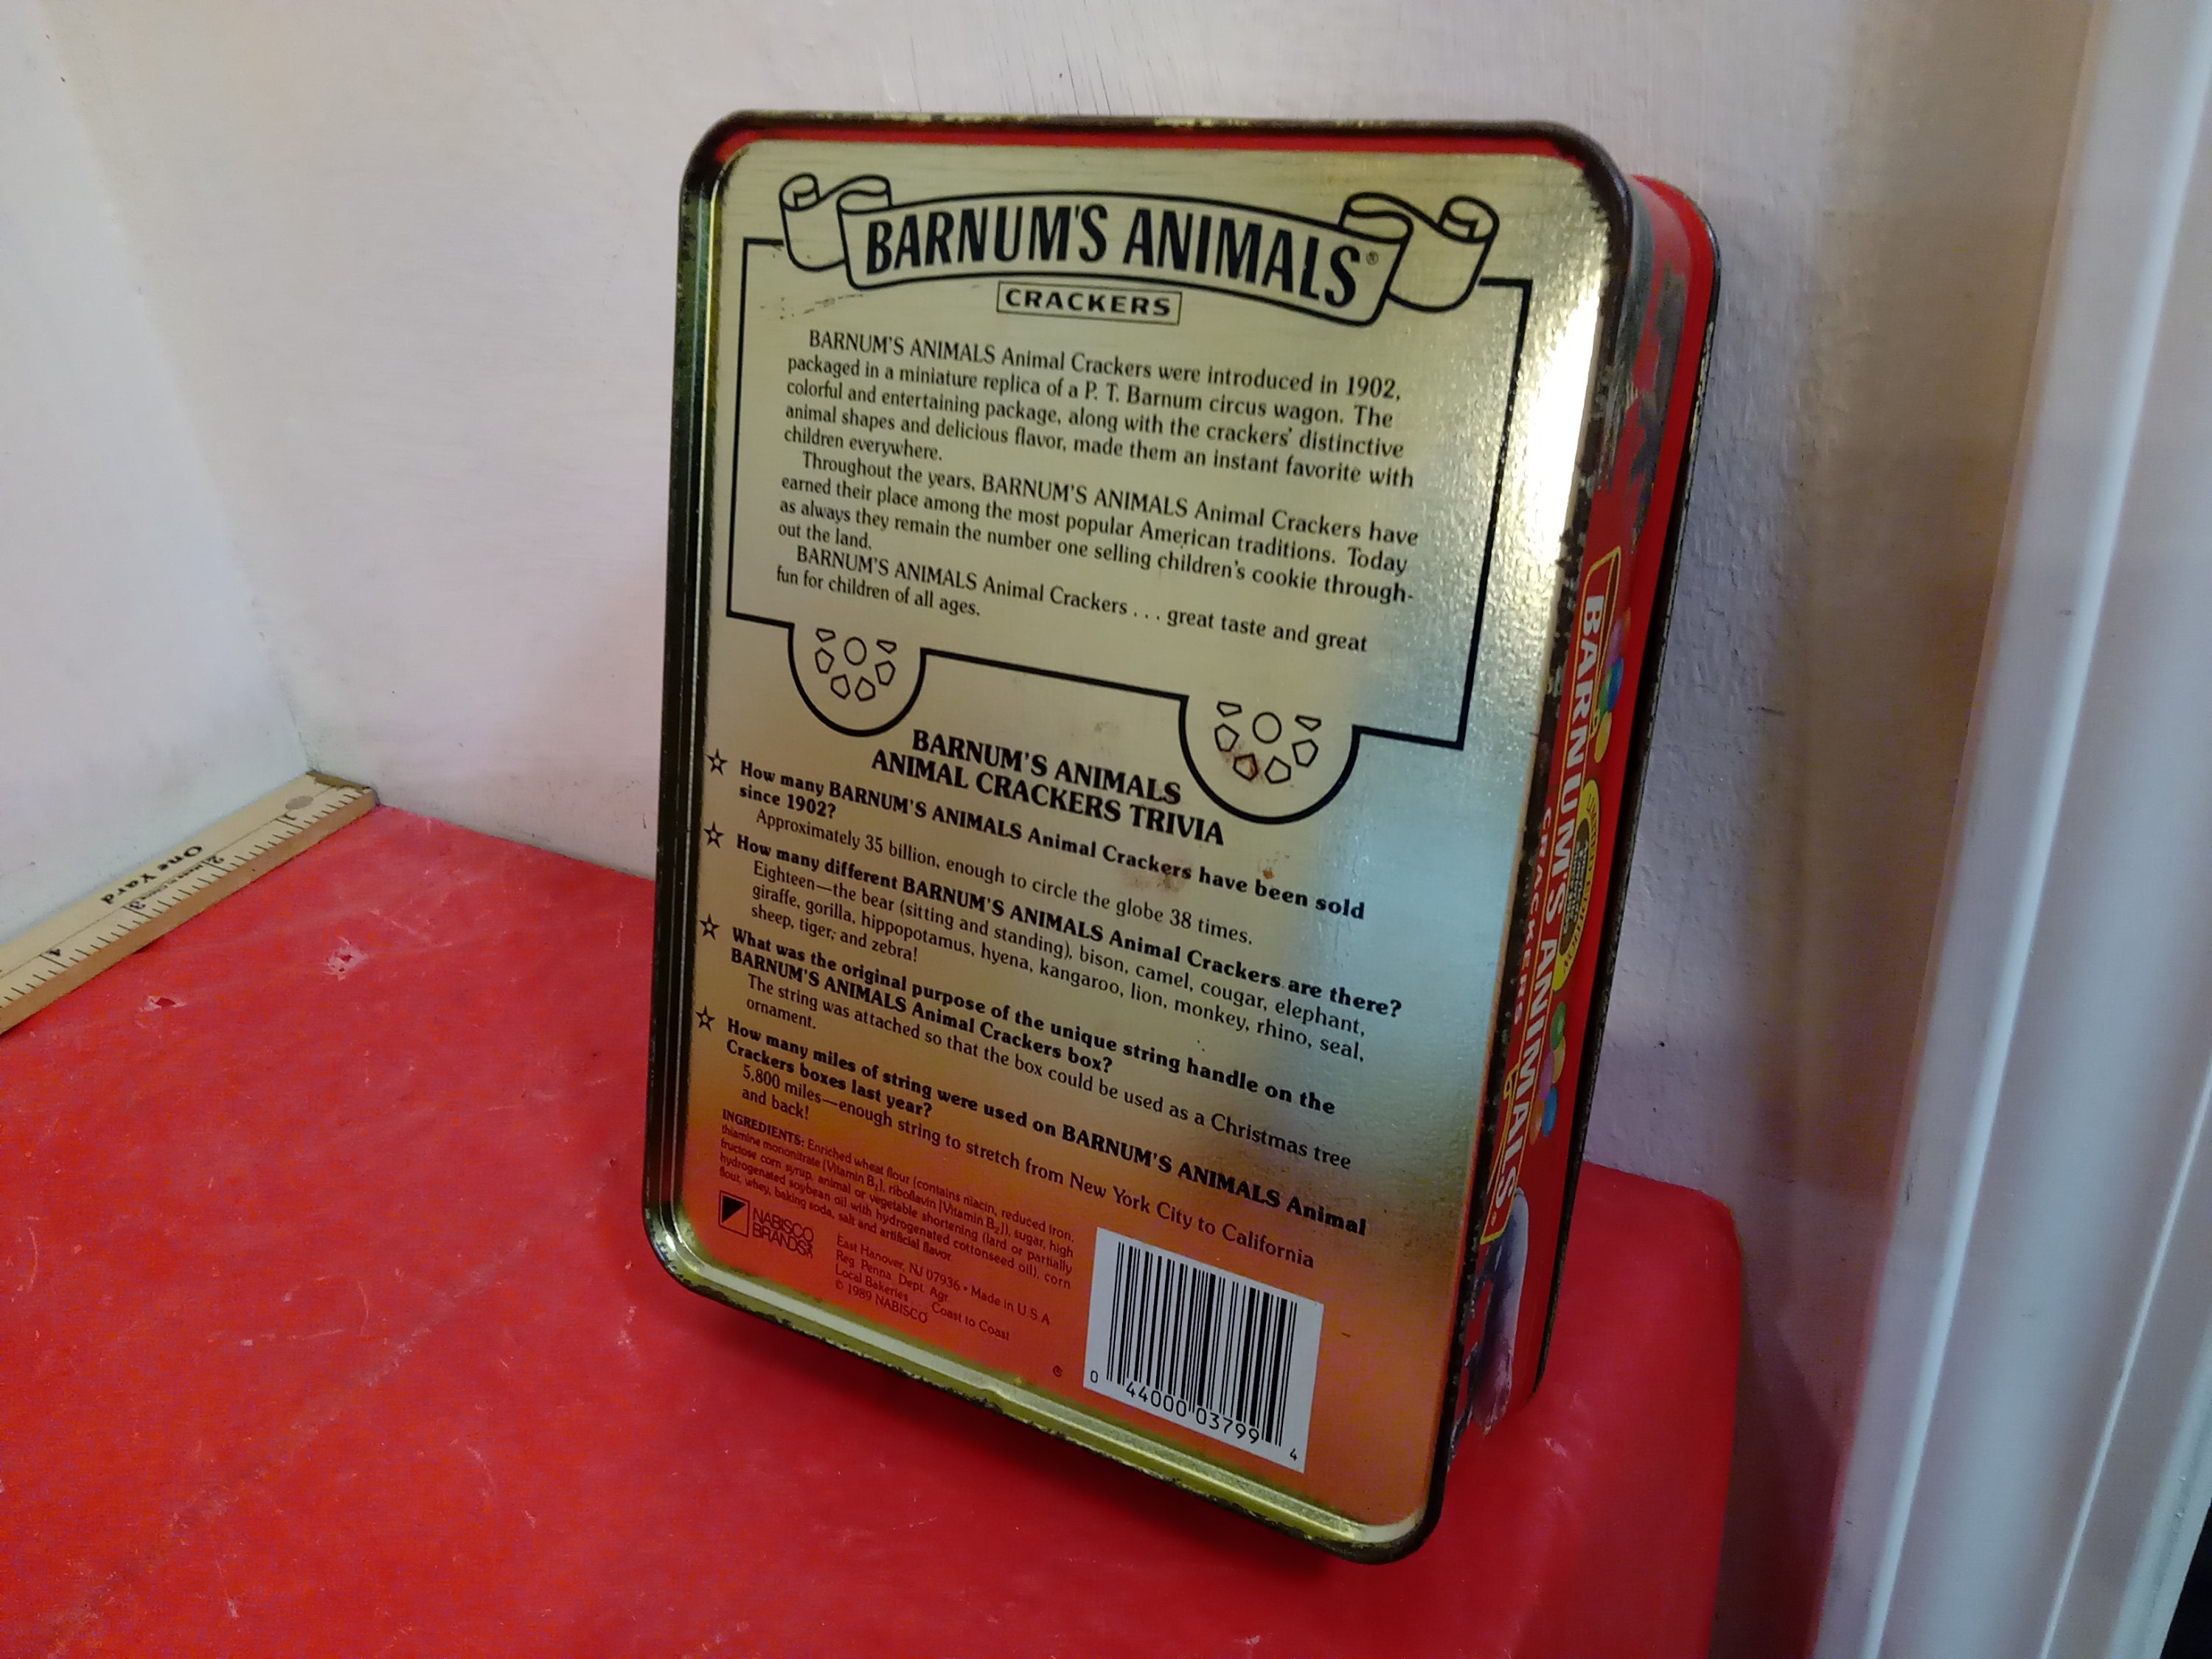 BARNUM'S ANIMALS®
CRACKERS
BARNUM'S ANIMALS Animal Crackers were introduced in 1902,
packaged in a miniature replica of a P. T. Barnum circus wagon. The
colorful and entertaining package, along with the crackers' distinctive
animal shapes and delicious flavor, made them an instant favorite with
children everywhere.
Throughout the years, BARNUM'S ANIMALS Animal Crackers have
earned their place among the most popular American traditions. Today
as always they remain the number one selling children's cookie through-
out the land.
BARNUM'S ANIMALS Animal Crackers . . . great taste and great
fun for children of all ages.
BARNUM'S ANIMALS
ANIMAL CRACKERS TRIVIA
☆ How many BARNUM'S ANIMALS Animal Crackers have been sold
since 1902?
Approximately 35 billion, enough to circle the globe 38 times.
☆ How many different BARNUM'S ANIMALS Animal Crackers are there?
Eighteen—the bear (sitting and standing), bison, camel, cougar, elephant,
giraffe, gorilla, hippopotamus, hyena, kangaroo, lion, monkey, rhino, seal,
sheep, tiger, and zebra!
☆ What was the original purpose of the unique string handle on the
BARNUM'S ANIMALS Animal Crackers box?
The string was attached so that the box could be used as a Christmas tree
ornament.
☆ How many miles of string were used on BARNUM'S ANIMALS Animal
Crackers boxes last year?
5,800 miles—enough string to stretch from New York City to California
and back!
INGREDIENTS: Enriched wheat flour (contains niacin, reduced iron,
thiamine mononitrate [Vitamin B₁], riboflavin [Vitamin B₂]), sugar, high
fructose corn syrup, animal or vegetable shortening (lard or partially
hydrogenated soybean oil with hydrogenated cottonseed oil), corn
flour, whey, baking soda, salt and artificial flavor.
NABISCO
BRANDS
East Hanover, NJ 07936 • Made in U.S.A
Reg. Penna. Dept. Agr.
Local Bakeries Coast to Coast
© 1989 NABISCO
®
0 44000 03799 4
BARNUM'S ANIMALS®
CRACKERS
One Yard
1
2
3
4